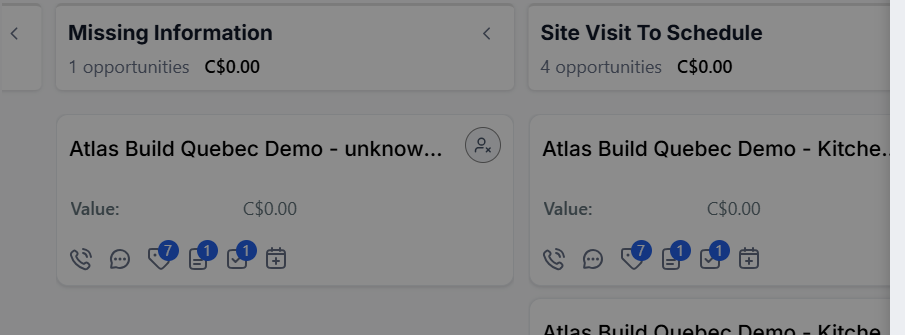 Missing Information
1 opportunities C$0.00
Site Visit To Schedule
4 opportunities C$0.00
Atlas Build Quebec Demo - unknow...
Value: C$0.00
7 1 1
Atlas Build Quebec Demo - Kitche..
Value: C$0.00
7 1 1
Atlas Build Quebec Demo - Kitche